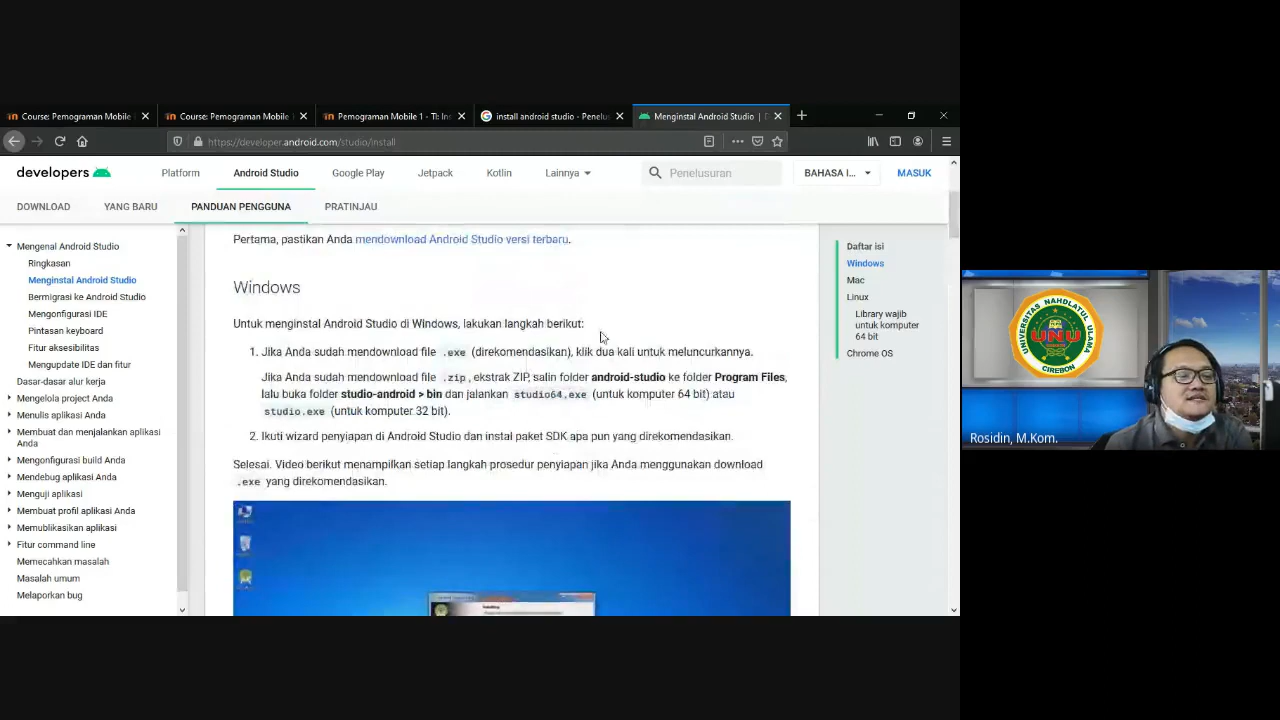 Course: Pemograman Mobile
Course: Pemograman Mobile
Pemograman Mobile 1 - TI: In
install android studio - Penelus
Menginstal Android Studio | D
https://developer.android.com/studio/install
developers
Platform
Android Studio
Google Play
Jetpack
Kotlin
Lainnya
Penelusuran
BAHASA I...
MASUK
DOWNLOAD
YANG BARU
PANDUAN PENGGUNA
PRATINJAU
Mengenal Android Studio
Ringkasan
Menginstal Android Studio
Bermigrasi ke Android Studio
Mengonfigurasi IDE
Pintasan keyboard
Fitur aksesibilitas
Mengupdate IDE dan fitur
Dasar-dasar alur kerja
Mengelola project Anda
Menulis aplikasi Anda
Membuat dan menjalankan aplikasi
Anda
Mengonfigurasi build Anda
Mendebug aplikasi Anda
Menguji aplikasi
Membuat profil aplikasi Anda
Memublikasikan aplikasi
Fitur command line
Memecahkan masalah
Masalah umum
Melaporkan bug
Pertama, pastikan Anda mendownload Android Studio versi terbaru.
Windows
Untuk menginstal Android Studio di Windows, lakukan langkah berikut:
1. Jika Anda sudah mendownload file .exe (direkomendasikan), klik dua kali untuk meluncurkannya.
Jika Anda sudah mendownload file .zip, ekstrak ZIP, salin folder android-studio ke folder Program Files,
lalu buka folder studio-android > bin dan jalankan studio64.exe (untuk komputer 64 bit) atau
studio.exe (untuk komputer 32 bit).
2. Ikuti wizard penyiapan di Android Studio dan instal paket SDK apa pun yang direkomendasikan.
Selesai. Video berikut menampilkan setiap langkah prosedur penyiapan jika Anda menggunakan download
.exe yang direkomendasikan.
Daftar isi
Windows
Mac
Linux
Library wajib
untuk komputer
64 bit
Chrome OS
UNIVERSITAS NAHDLATUL ULAMA
UNU
CIREBON
Rosidin, M.Kom.